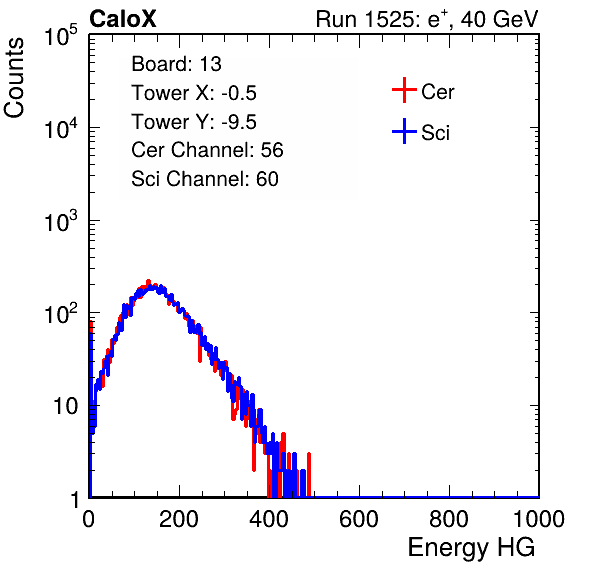 CaloX Run 1525: e⁺, 40 GeV
Counts
10⁵
10⁴
10³
10²
10
1
Board: 13
Tower X: -0.5
Tower Y: -9.5
Cer Channel: 56
Sci Channel: 60
Cer
Sci
0 200 400 600 800 1000
Energy HG